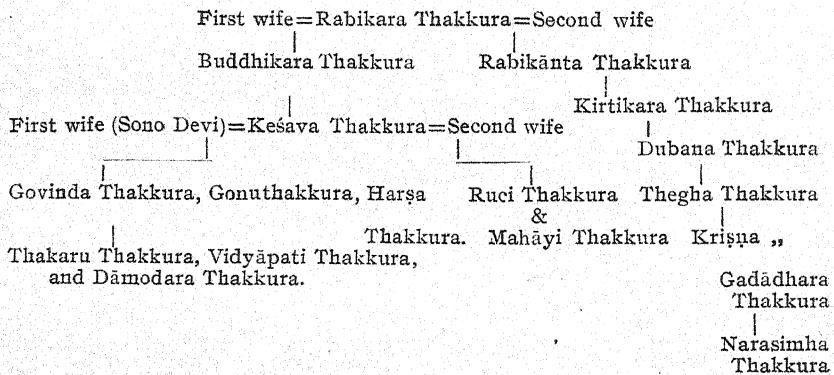 First wife=Rabikara Thakkura=Second wife
Buddhikara Thakkura Rabikānta Thakkura
Kirtikara Thakkura
First wife (Sono Devi)=Keśava Thakkura=Second wife
Dubana Thakkura
Govinda Thakkura, Gonuthakkura, Harṣa Ruci Thakkura Thegha Thakkura
&
Thakkura. Mahāyi Thakkura Kriṣṇa „
Thakaru Thakkura, Vidyāpati Thakkura,
and Dāmodara Thakkura.
Gadādhara
Thakkura
Narasimha
Thakkura